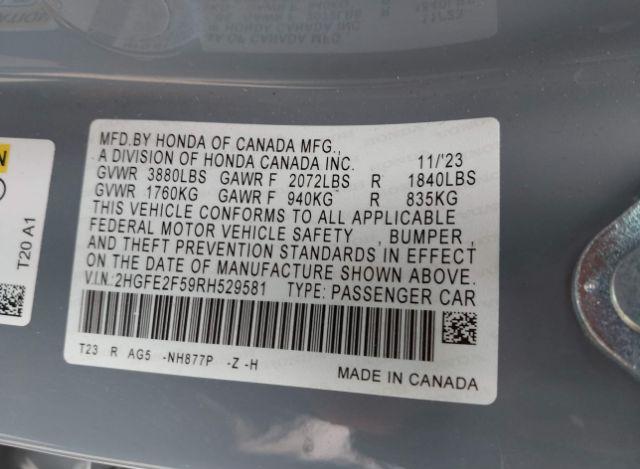 MFD.BY HONDA OF CANADA MFG.,
A DIVISION OF HONDA CANADA INC. 11/'23
GVWR 3880LBS GAWR F 2072LBS R 1840LBS
GVWR 1760KG GAWR F 940KG R 835KG
THIS VEHICLE CONFORMS TO ALL APPLICABLE
FEDERAL MOTOR VEHICLE SAFETY , BUMPER ,
AND THEFT PREVENTION STANDARDS IN EFFECT
ON THE DATE OF MANUFACTURE SHOWN ABOVE.
V.I.N.:2HGFE2F59RH529581 TYPE: PASSENGER CAR
T23 R AG5 -NH877P -Z -H
MADE IN CANADA
T20 A1